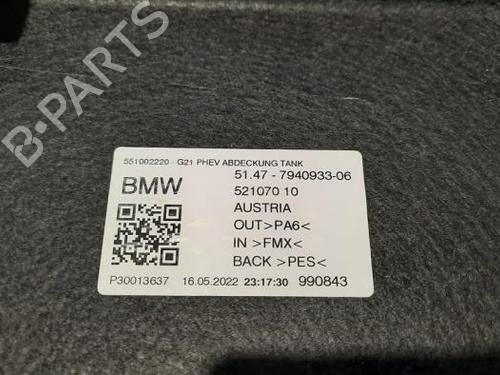 551002220 - G21 PHEV ABDECKUNG TANK
BMW
51.47 - 7940933-06
521070 10
AUSTRIA
OUT>PA6<
IN >FMX<
BACK >PES<
P30013637 16.05.2022 23:17:30 990843
B-PARTS